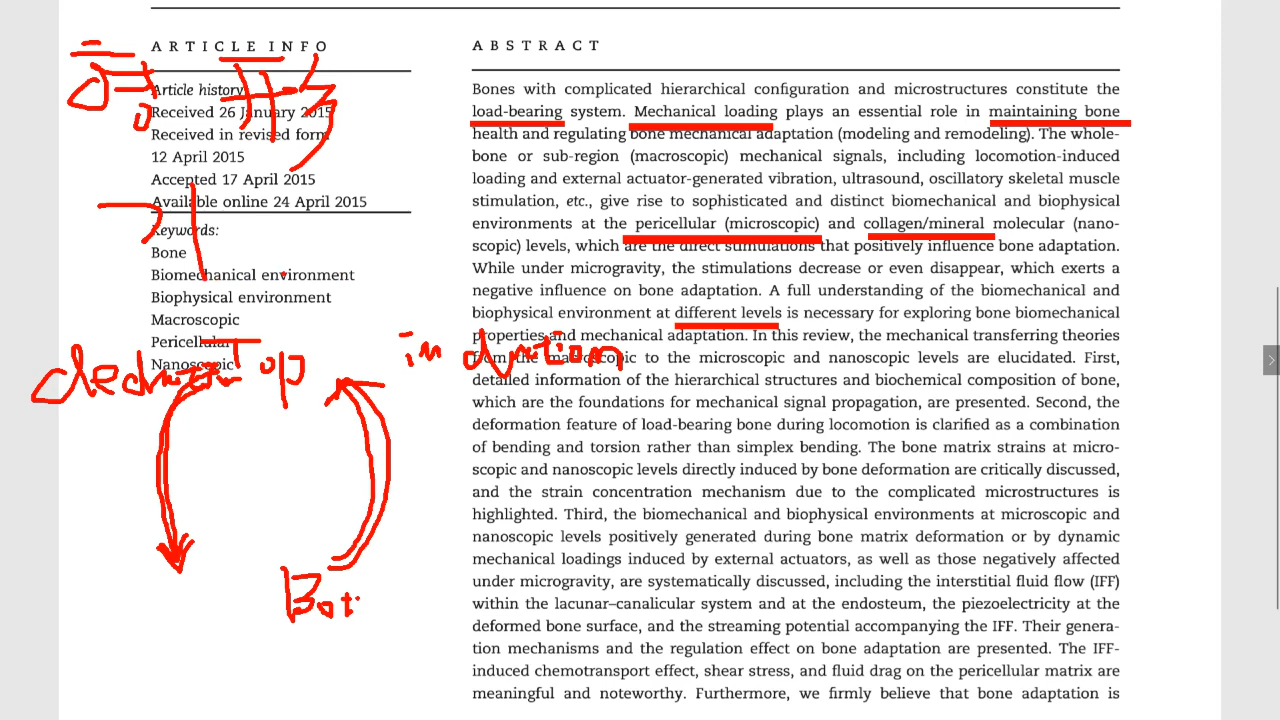 ARTICLE INFO
Article history
Received 26 January 2015
Received in revised form
12 April 2015
Accepted 17 April 2015
Available online 24 April 2015
Keywords:
Bone
Biomechanical environment
Biophysical environment
Macroscopic
Pericellular
Nanoscopic
Top
Bot
induction
ABSTRACT
Bones with complicated hierarchical configuration and microstructures constitute the
load-bearing system. Mechanical loading plays an essential role in maintaining bone
health and regulating bone mechanical adaptation (modeling and remodeling). The whole-
bone or sub-region (macroscopic) mechanical signals, including locomotion-induced
loading and external actuator-generated vibration, ultrasound, oscillatory skeletal muscle
stimulation, etc., give rise to sophisticated and distinct biomechanical and biophysical
environments at the pericellular (microscopic) and collagen/mineral molecular (nano-
scopic) levels, which are the direct stimulations that positively influence bone adaptation.
While under microgravity, the stimulations decrease or even disappear, which exerts a
negative influence on bone adaptation. A full understanding of the biomechanical and
biophysical environment at different levels is necessary for exploring bone biomechanical
properties and mechanical adaptation. In this review, the mechanical transferring theories
from the macroscopic to the microscopic and nanoscopic levels are elucidated. First,
detailed information of the hierarchical structures and biochemical composition of bone,
which are the foundations for mechanical signal propagation, are presented. Second, the
deformation feature of load-bearing bone during locomotion is clarified as a combination
of bending and torsion rather than simplex bending. The bone matrix strains at micro-
scopic and nanoscopic levels directly induced by bone deformation are critically discussed,
and the strain concentration mechanism due to the complicated microstructures is
highlighted. Third, the biomechanical and biophysical environments at microscopic and
nanoscopic levels positively generated during bone matrix deformation or by dynamic
mechanical loadings induced by external actuators, as well as those negatively affected
under microgravity, are systematically discussed, including the interstitial fluid flow (IFF)
within the lacunar–canalicular system and at the endosteum, the piezoelectricity at the
deformed bone surface, and the streaming potential accompanying the IFF. Their genera-
tion mechanisms and the regulation effect on bone adaptation are presented. The IFF-
induced chemotransport effect, shear stress, and fluid drag on the pericellular matrix are
meaningful and noteworthy. Furthermore, we firmly believe that bone adaptation is